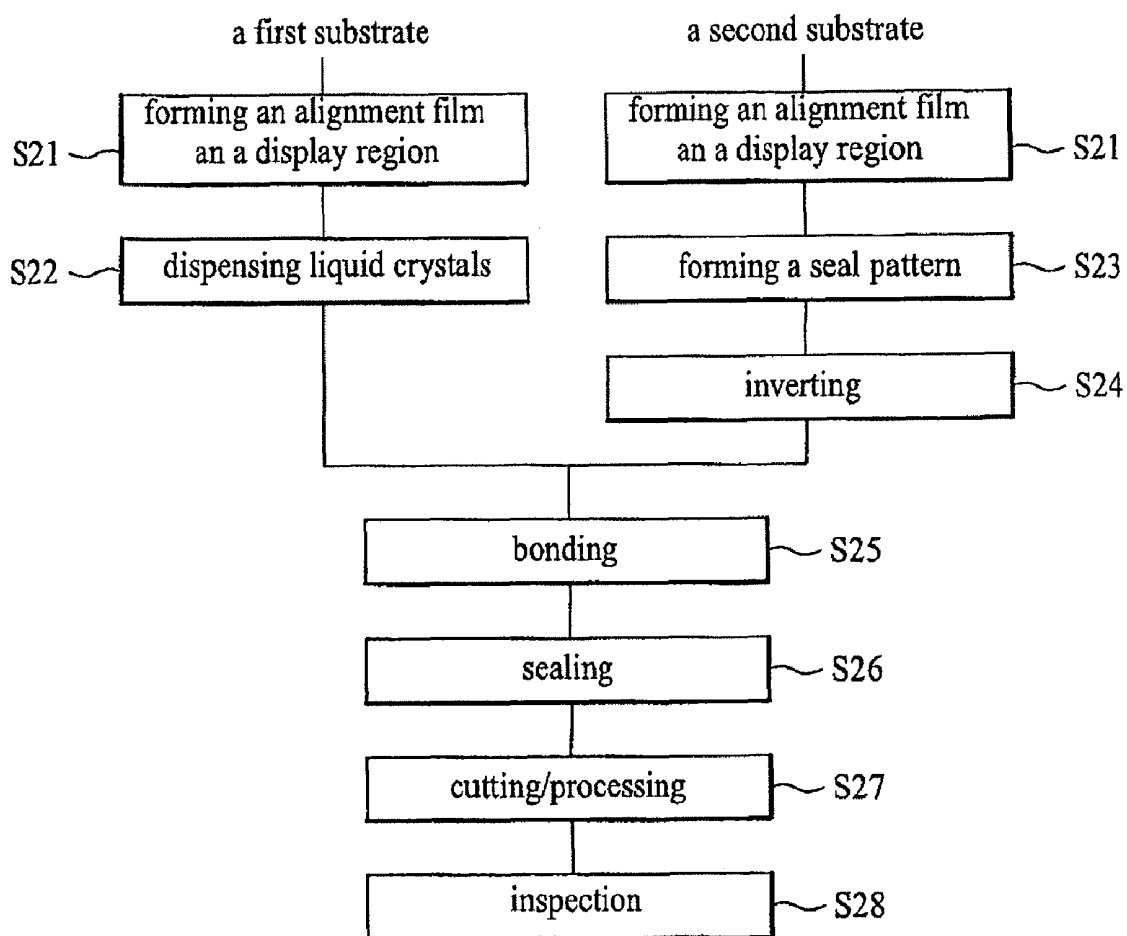 a first substrate
a second substrate
forming an alignment film
an a display region
S21
forming an alignment film
an a display region
S21
dispensing liquid crystals
S22
forming a seal pattern
S23
inverting
S24
bonding
S25
sealing
S26
cutting/processing
S27
inspection
S28